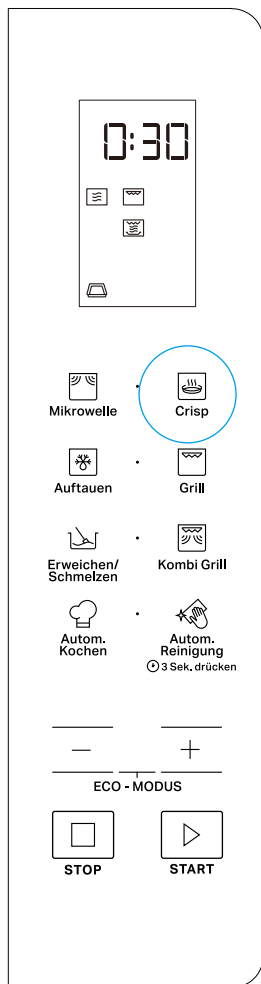 0:30
Mikrowelle
Crisp
Auftauen
Grill
Erweichen/
Schmelzen
Kombi Grill
Autom.
Kochen
Autom.
Reinigung
3 Sek. drücken
− +
ECO - MODUS
STOP
START